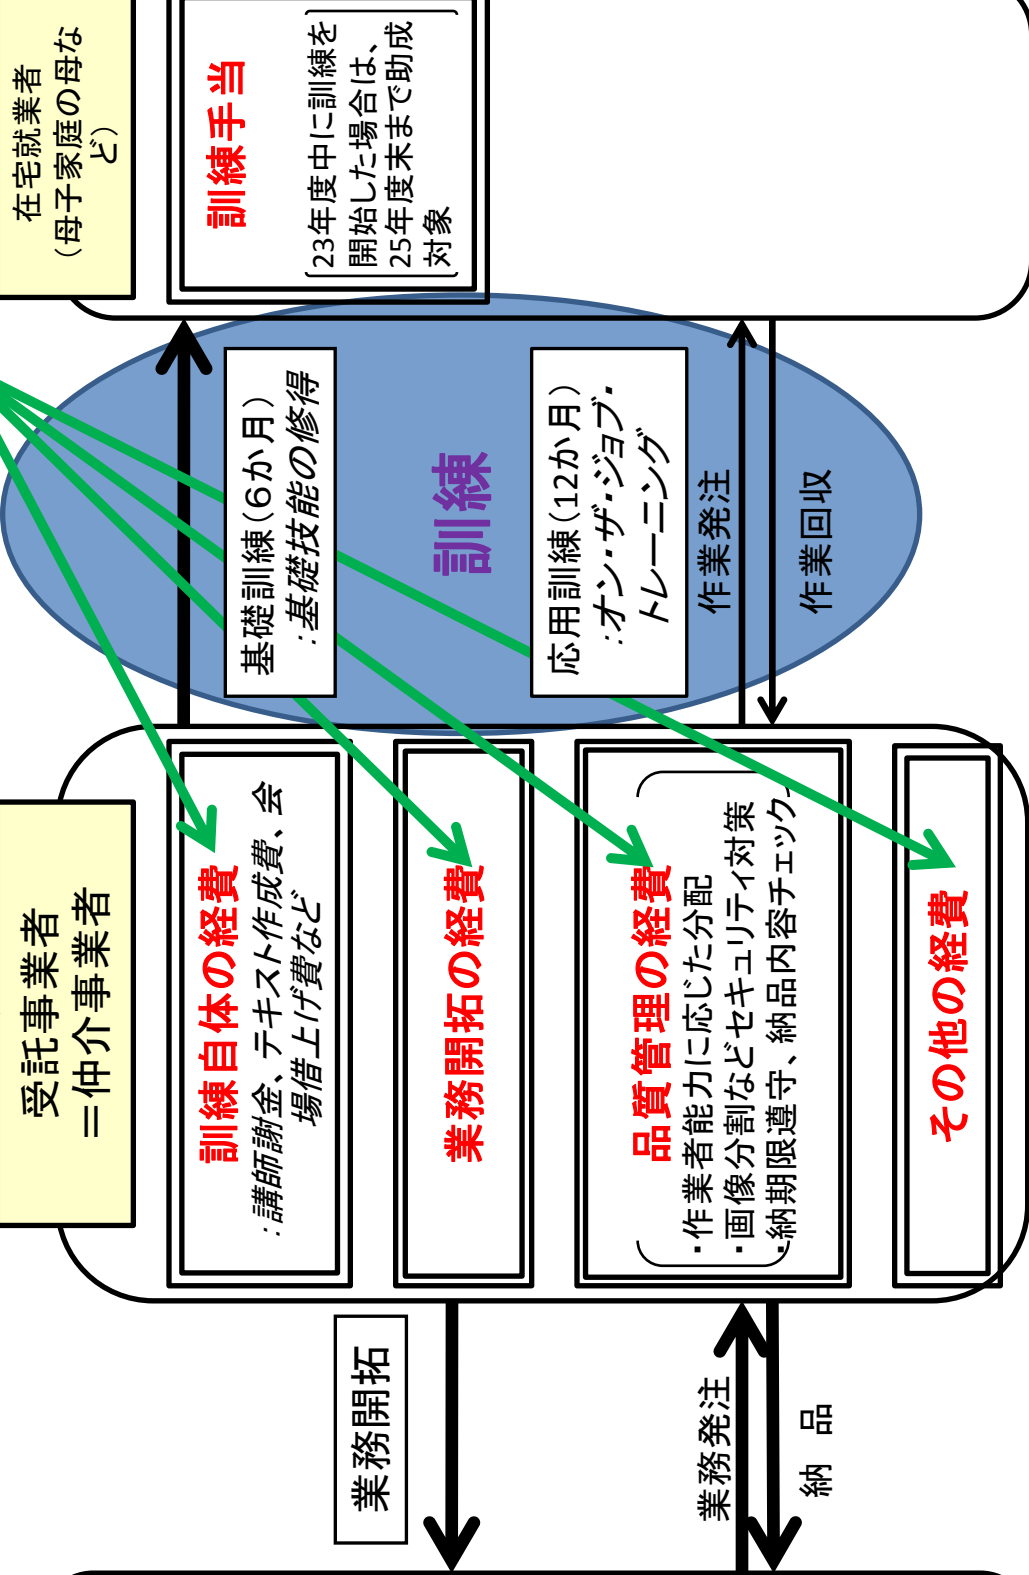 業務開拓
業務発注
納　品
受託事業者
＝仲介事業者
訓練自体の経費
：講師謝金、テキスト作成費、会
場借上げ費など
業務開拓の経費
品質管理の経費
・作業者能力に応じた分配
・画像分割などセキュリティ対策
・納期限遵守、納品内容チェック
その他の経費
基礎訓練（６か月）
：基礎技能の修得
訓練
応用訓練（12か月）
：オン・ザ・ジョブ・
トレーニング
作業発注
作業回収
在宅就業者
（母子家庭の母な
ど）
訓練手当
23年度中に訓練を
開始した場合は、
25年度末まで助成
対象